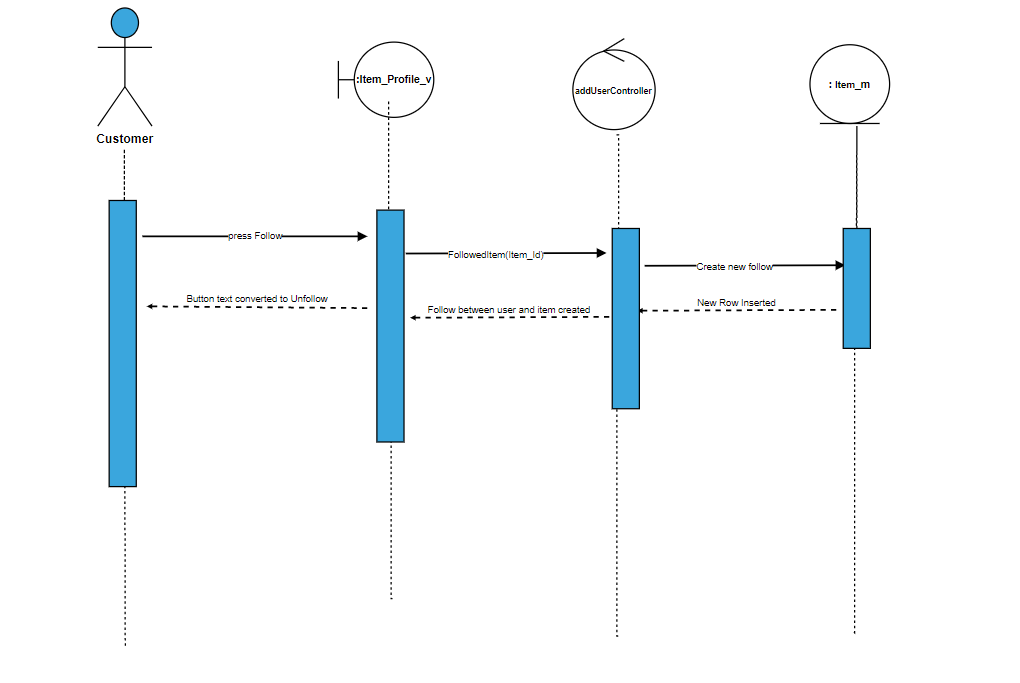 :Item_Profile_v
addUserController
: Item_m
Customer
press Follow
FollowedItem(Item_Id)
Create new follow
Button text converted to Unfollow
Follow between user and item created
New Row Inserted